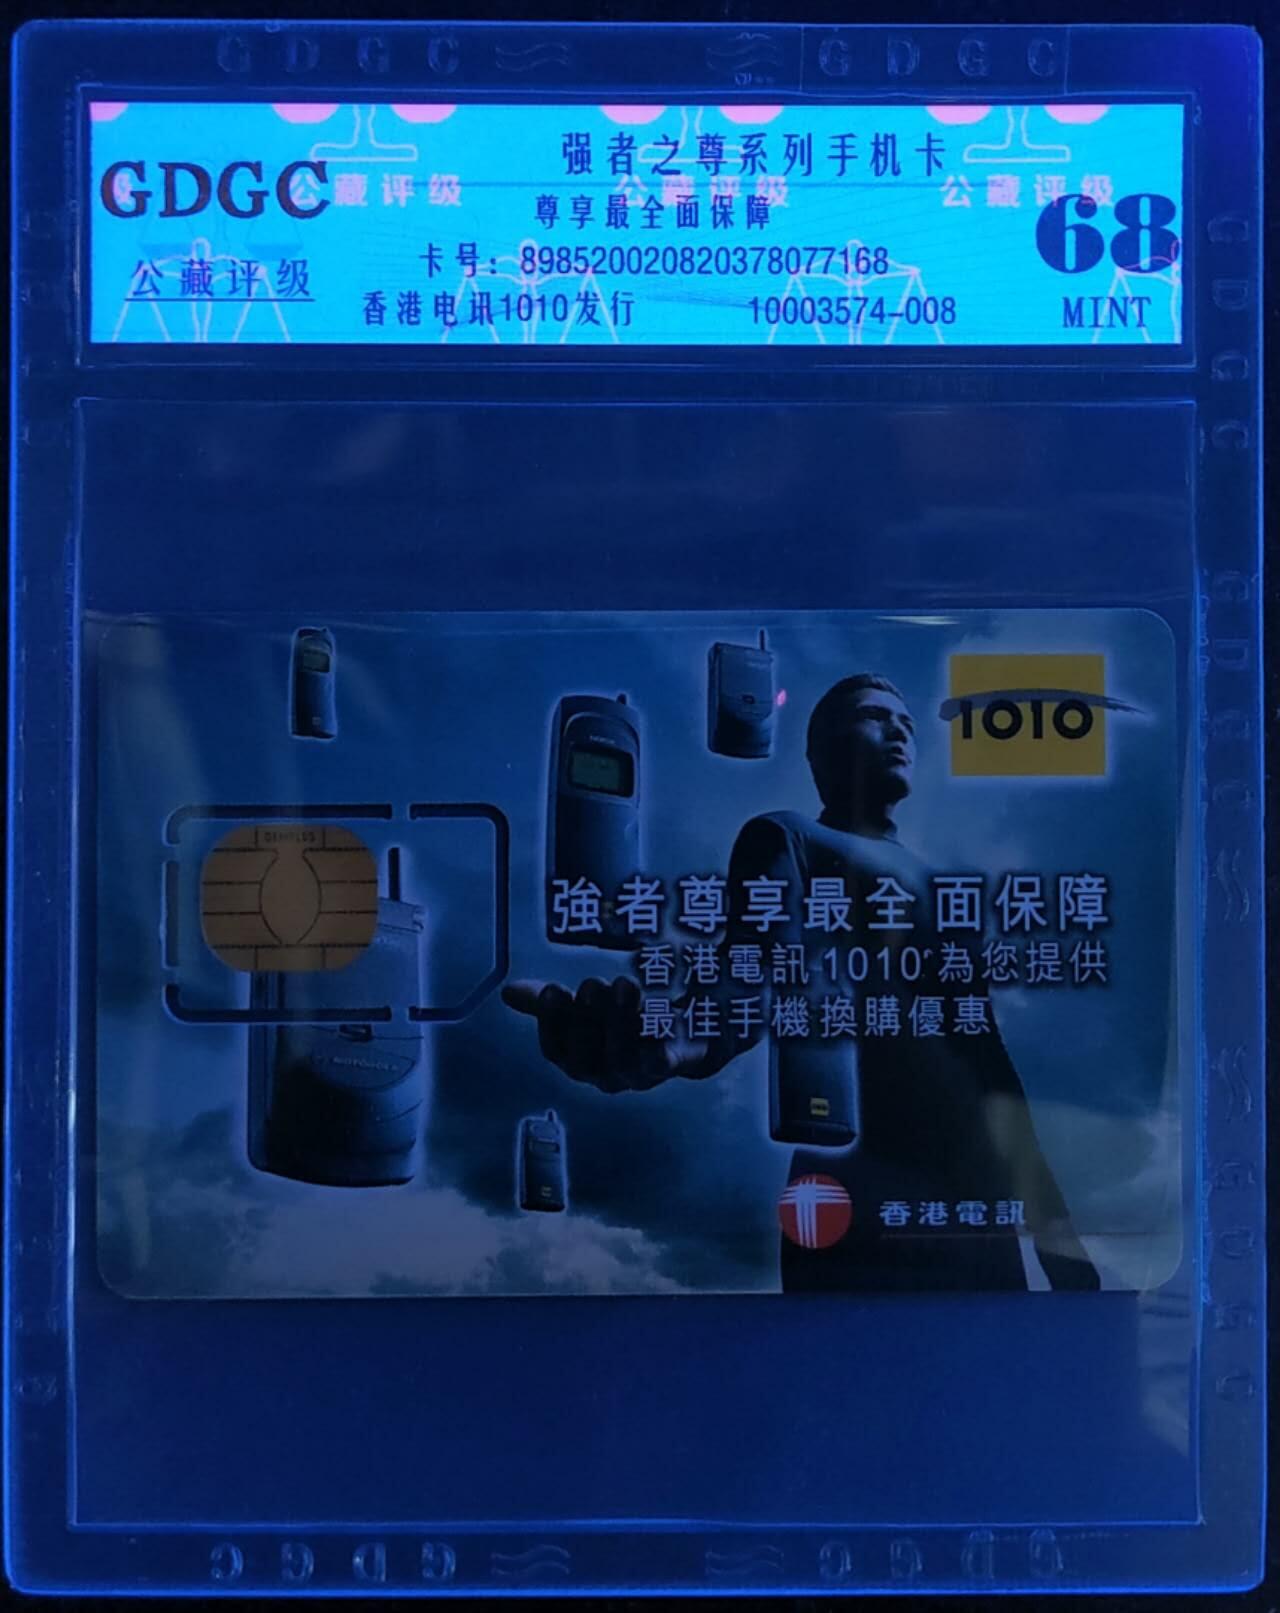 G D G C G D G C
强者之尊系列手机卡
GDGC 公藏评级 公藏评级 公藏评级
尊享最全面保障
68
卡号：898520020820378077168
公藏评级
香港电讯1010发行 10003574-008 MINT
NOKIA
1010
GEMPLUS
強者尊享最全面保障
香港電訊1010為您提供
最佳手機換購優惠
MOTOROLA
香港電訊